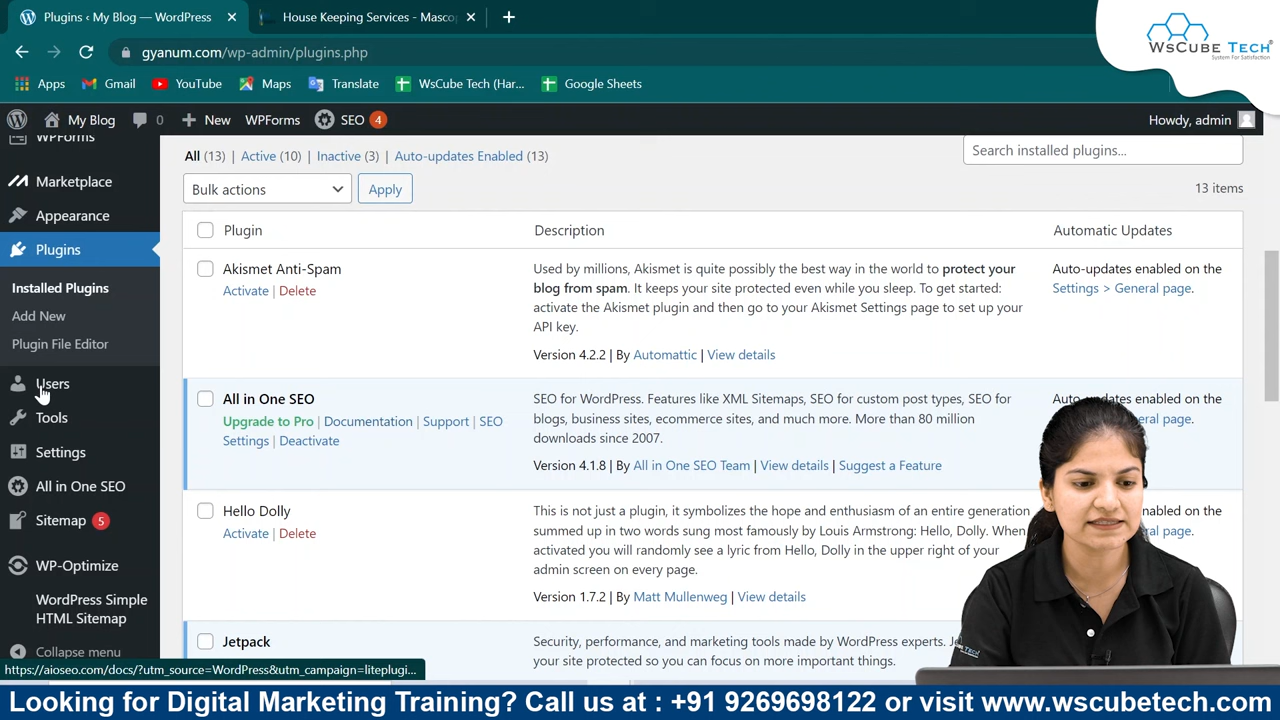 Plugins ‹ My Blog — WordPress
House Keeping Services - Masco
WsCube Tech®
System For Satisfaction
gyanum.com/wp-admin/plugins.php
Apps
Gmail
YouTube
Maps
Translate
WsCube Tech (Har...
Google Sheets
My Blog
0
New
WPForms
SEO 4
Howdy, admin
WPForms
Marketplace
Appearance
Plugins
Installed Plugins
Add New
Plugin File Editor
Users
Tools
Settings
All in One SEO
Sitemap 5
WP-Optimize
WordPress Simple
HTML Sitemap
Collapse menu
All (13) | Active (10) | Inactive (3) | Auto-updates Enabled (13)
Search installed plugins...
Bulk actions
Apply
13 items
Plugin
Description
Automatic Updates
Akismet Anti-Spam
Activate | Delete
Used by millions, Akismet is quite possibly the best way in the world to protect your
blog from spam. It keeps your site protected even while you sleep. To get started:
activate the Akismet plugin and then go to your Akismet Settings page to set up your
API key.
Version 4.2.2 | By Automattic | View details
Auto-updates enabled on the
Settings > General page.
All in One SEO
Upgrade to Pro | Documentation | Support | SEO
Settings | Deactivate
SEO for WordPress. Features like XML Sitemaps, SEO for custom post types, SEO for
blogs, business sites, ecommerce sites, and much more. More than 80 million
downloads since 2007.
Version 4.1.8 | By All in One SEO Team | View details | Suggest a Feature
enabled on the
page.
Hello Dolly
Activate | Delete
This is not just a plugin, it symbolizes the hope and enthusiasm of an entire generation
summed up in two words sung most famously by Louis Armstrong: Hello, Dolly. When
activated you will randomly see a lyric from Hello, Dolly in the upper right of your
admin screen on every page.
Version 1.7.2 | By Matt Mullenweg | View details
enabled on the
page.
Jetpack
Security, performance, and marketing tools made by WordPress experts.
your site protected so you can focus on more important things.
https://aioseo.com/docs/?utm_source=WordPress&utm_campaign=liteplugi...
Looking for Digital Marketing Training? Call us at : +91 9269698122 or visit www.wscubetech.com